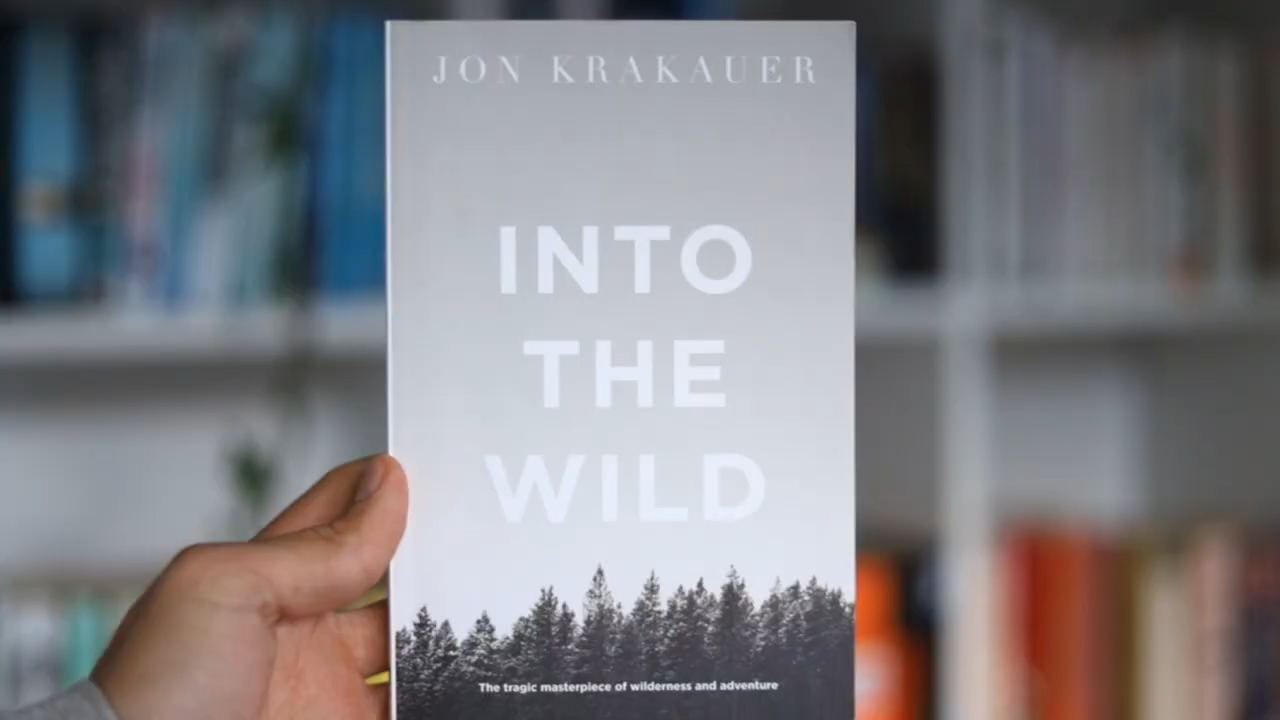 JON KRAKAUER
INTO
THE
WILD
The tragic masterpiece of wilderness and adventure